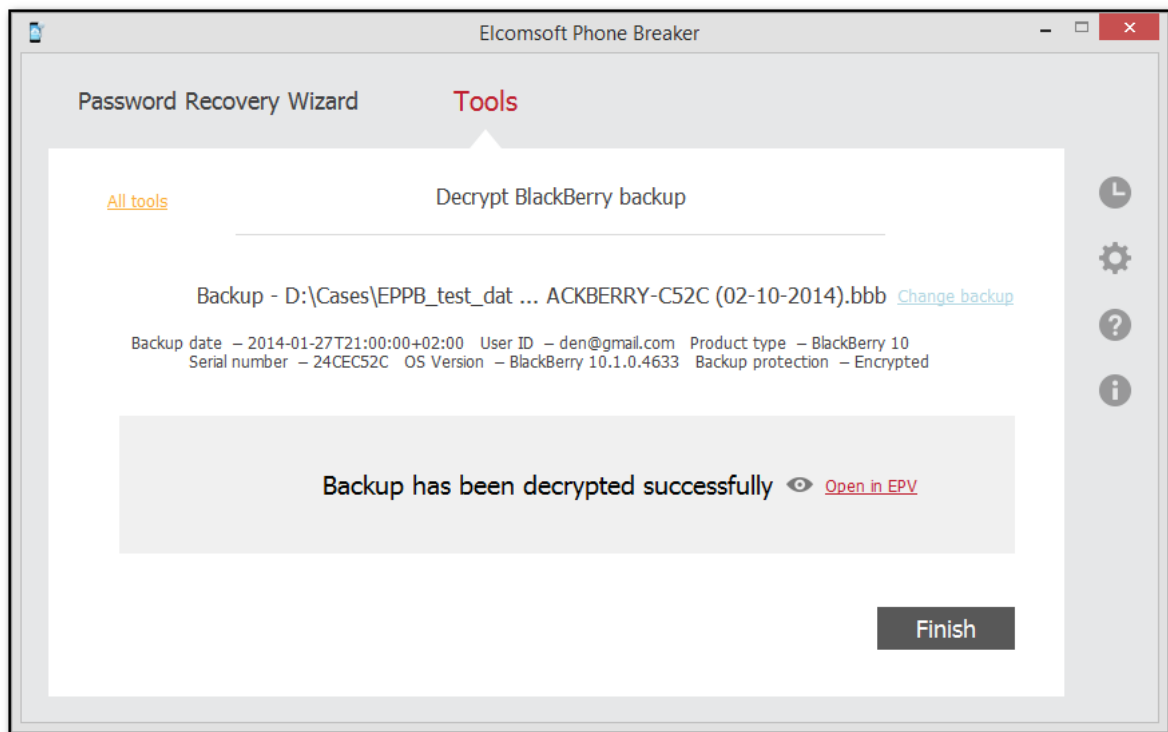 Elcomsoft Phone Breaker
Password Recovery Wizard Tools
All tools
Decrypt BlackBerry backup
Backup - D:\Cases\EPPB_test_dat ... ACKBERRY-C52C (02-10-2014).bbb Change backup
Backup date – 2014-01-27T21:00:00+02:00 User ID – den@gmail.com Product type – BlackBerry 10
Serial number – 24CEC52C OS Version – BlackBerry 10.1.0.4633 Backup protection – Encrypted
Backup has been decrypted successfully Open in EPV
Finish